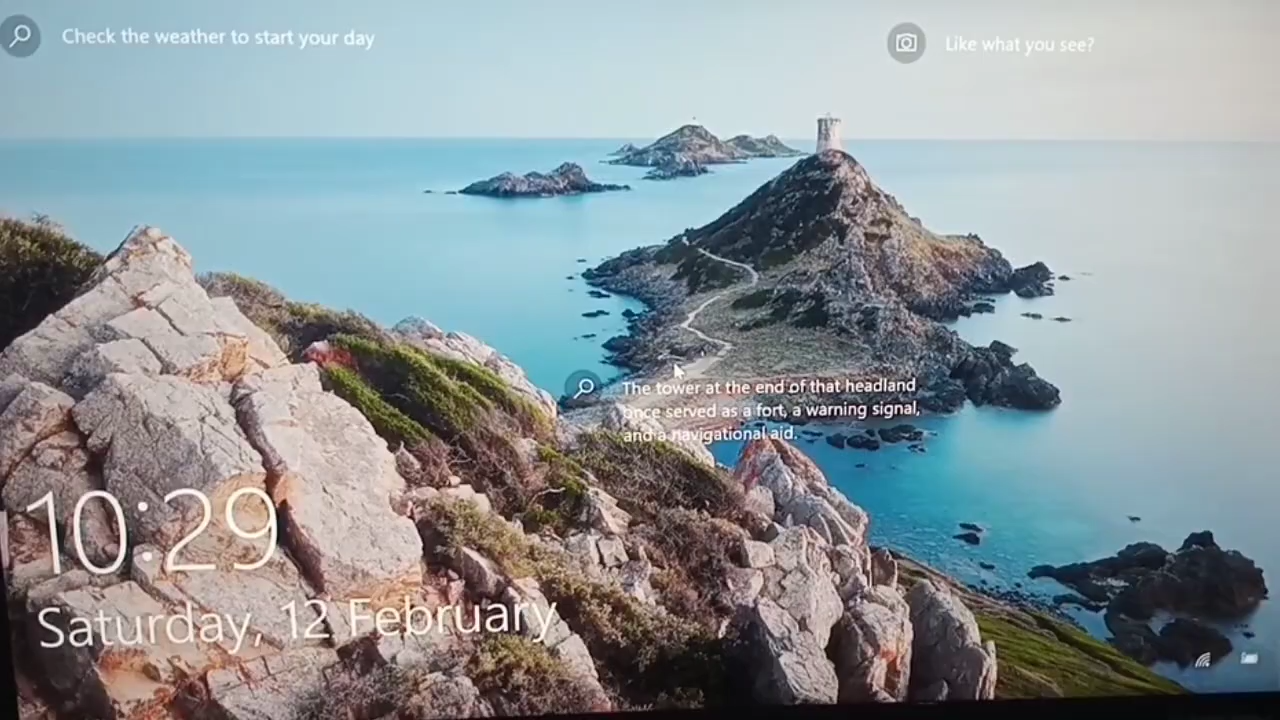 Check the weather to start your day
Like what you see?
The tower at the end of that headland
once served as a fort, a warning signal,
and a navigational aid.
10:29
Saturday, 12 February